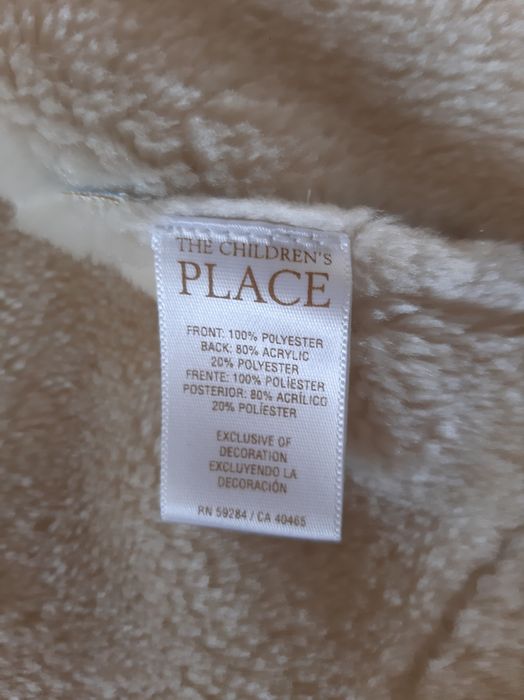 THE CHILDREN'S
PLACE
FRONT: 100% POLYESTER
BACK: 80% ACRYLIC
20% POLYESTER
FRENTE: 100% POLIÉSTER
POSTERIOR: 80% ACRÍLICO
20% POLIÉSTER
EXCLUSIVE OF
DECORATION
EXCLUYENDO LA
DECORACIÓN
RN 59284 / CA 40465